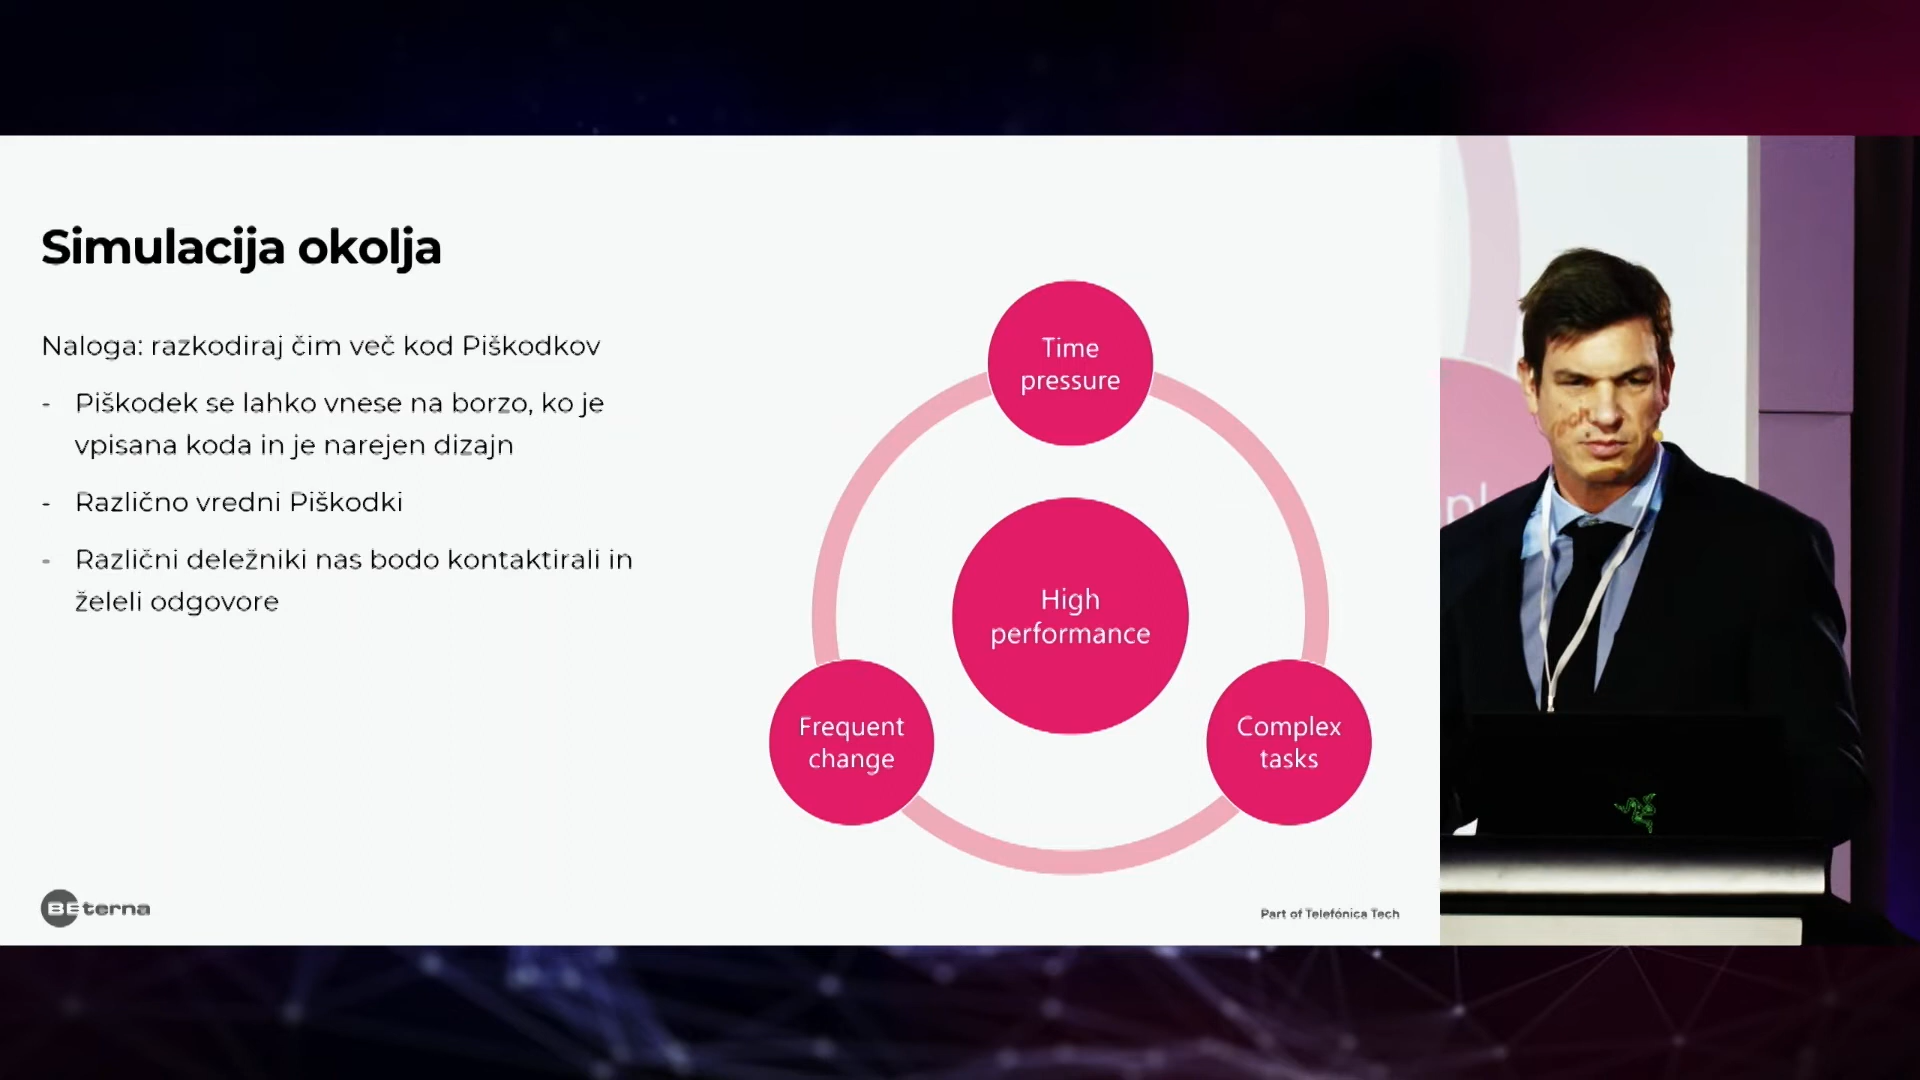 Simulacija okolja
Naloga: razkodiraj čim več kod Piškodkov
- Piškodek se lahko vnese na borzo, ko je
vpisana koda in je narejen dizajn
- Različno vredni Piškodki
- Različni deležniki nas bodo kontaktirali in
želeli odgovore
Time
pressure
High
performance
Frequent
change
Complex
tasks
BEterna
Part of Telefónica Tech
pl